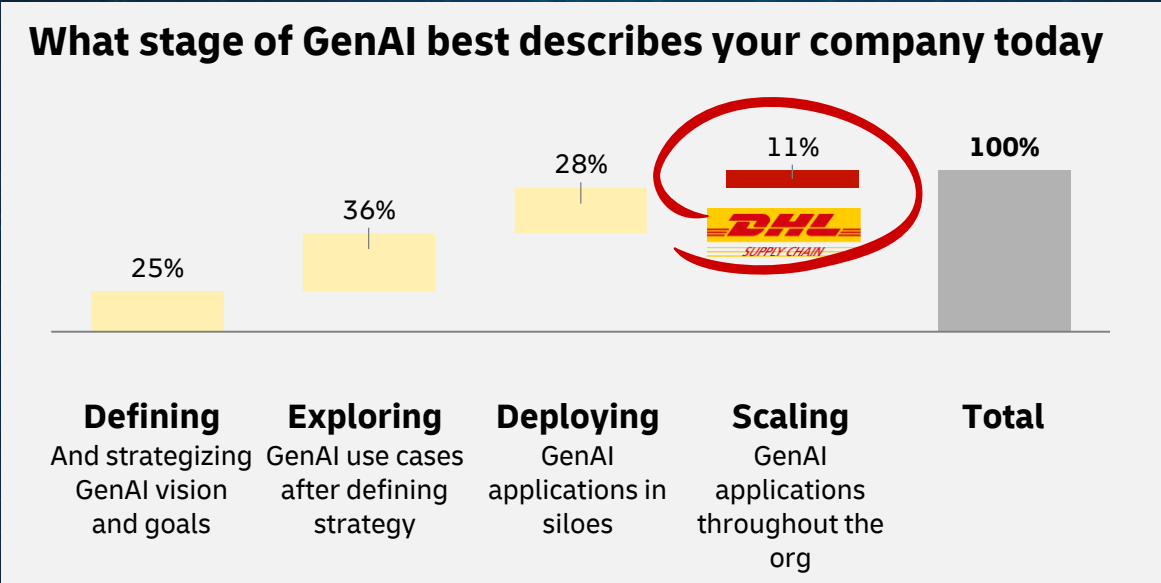 What stage of GenAI best describes your company today
25%
36%
28%
11%
100%
DHL
SUPPLY CHAIN
Defining
And strategizing
GenAI vision
and goals
Exploring
GenAI use cases
after defining
strategy
Deploying
GenAI
applications in
siloes
Scaling
GenAI
applications
throughout the
org
Total